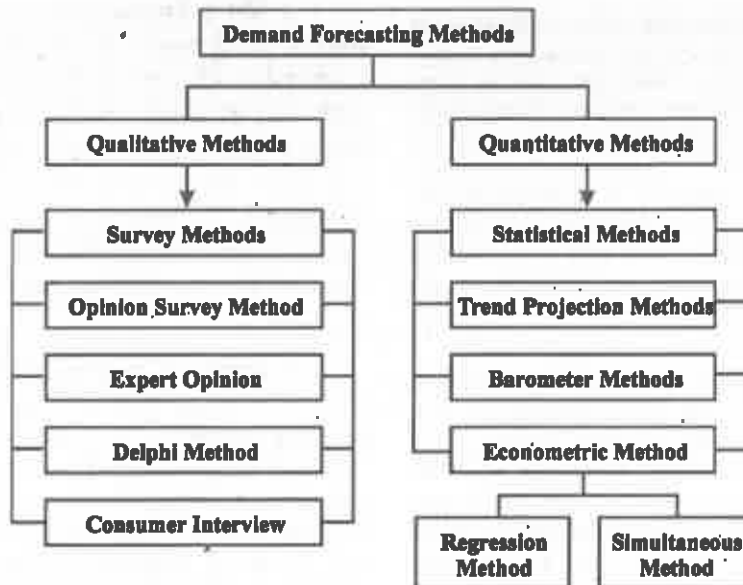 Demand Forecasting Methods
Qualitative Methods
Quantitative Methods
Survey Methods
Opinion Survey Method
Expert Opinion
Delphi Method
Consumer Interview
Statistical Methods
Trend Projection Methods
Barometer Methods
Econometric Method
Regression
Method
Simultaneous
Method